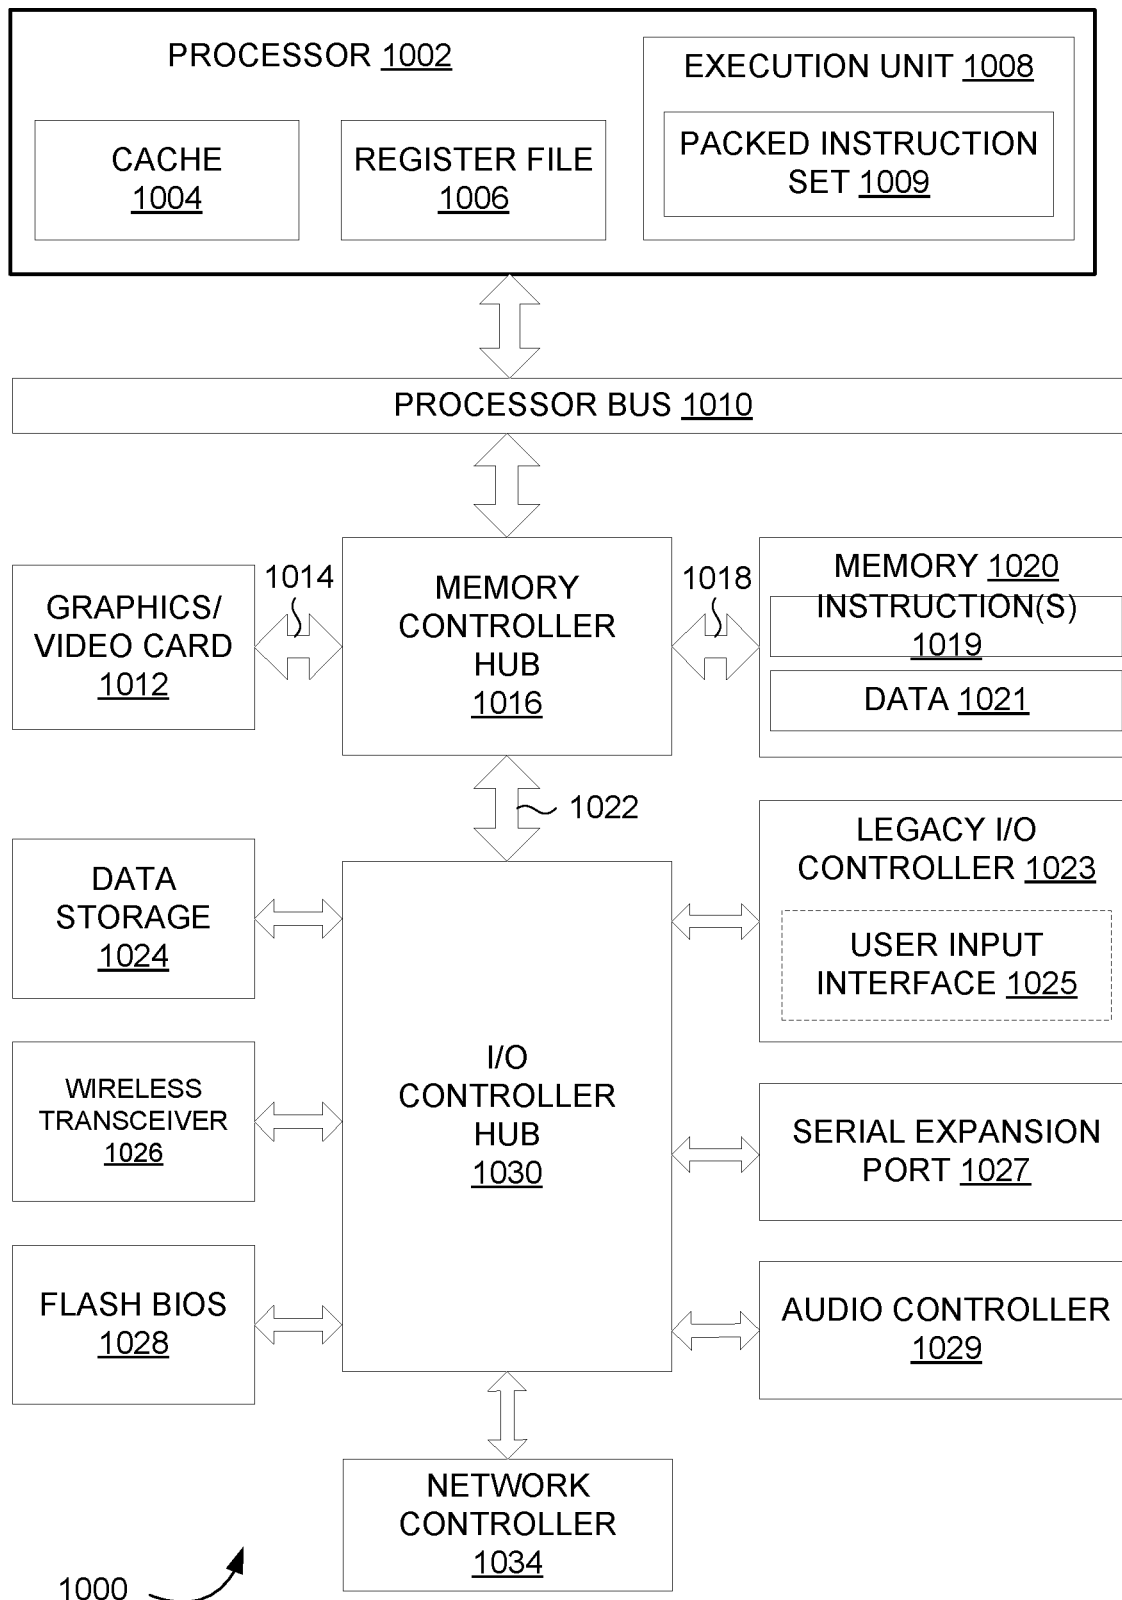 PROCESSOR 1002
EXECUTION UNIT 1008
CACHE
1004
REGISTER FILE
1006
PACKED INSTRUCTION
SET 1009
PROCESSOR BUS 1010
GRAPHICS/
VIDEO CARD
1012
1014
MEMORY
CONTROLLER
HUB
1016
1018
MEMORY 1020
INSTRUCTION(S)
1019
DATA 1021
1022
DATA
STORAGE
1024
LEGACY I/O
CONTROLLER 1023
USER INPUT
INTERFACE 1025
WIRELESS
TRANSCEIVER
1026
I/O
CONTROLLER
HUB
1030
SERIAL EXPANSION
PORT 1027
FLASH BIOS
1028
AUDIO CONTROLLER
1029
NETWORK
CONTROLLER
1034
1000